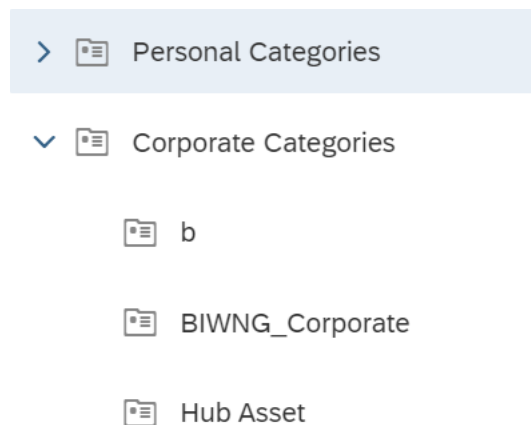 Personal Categories
Corporate Categories
b
BIWNG_Corporate
Hub Asset